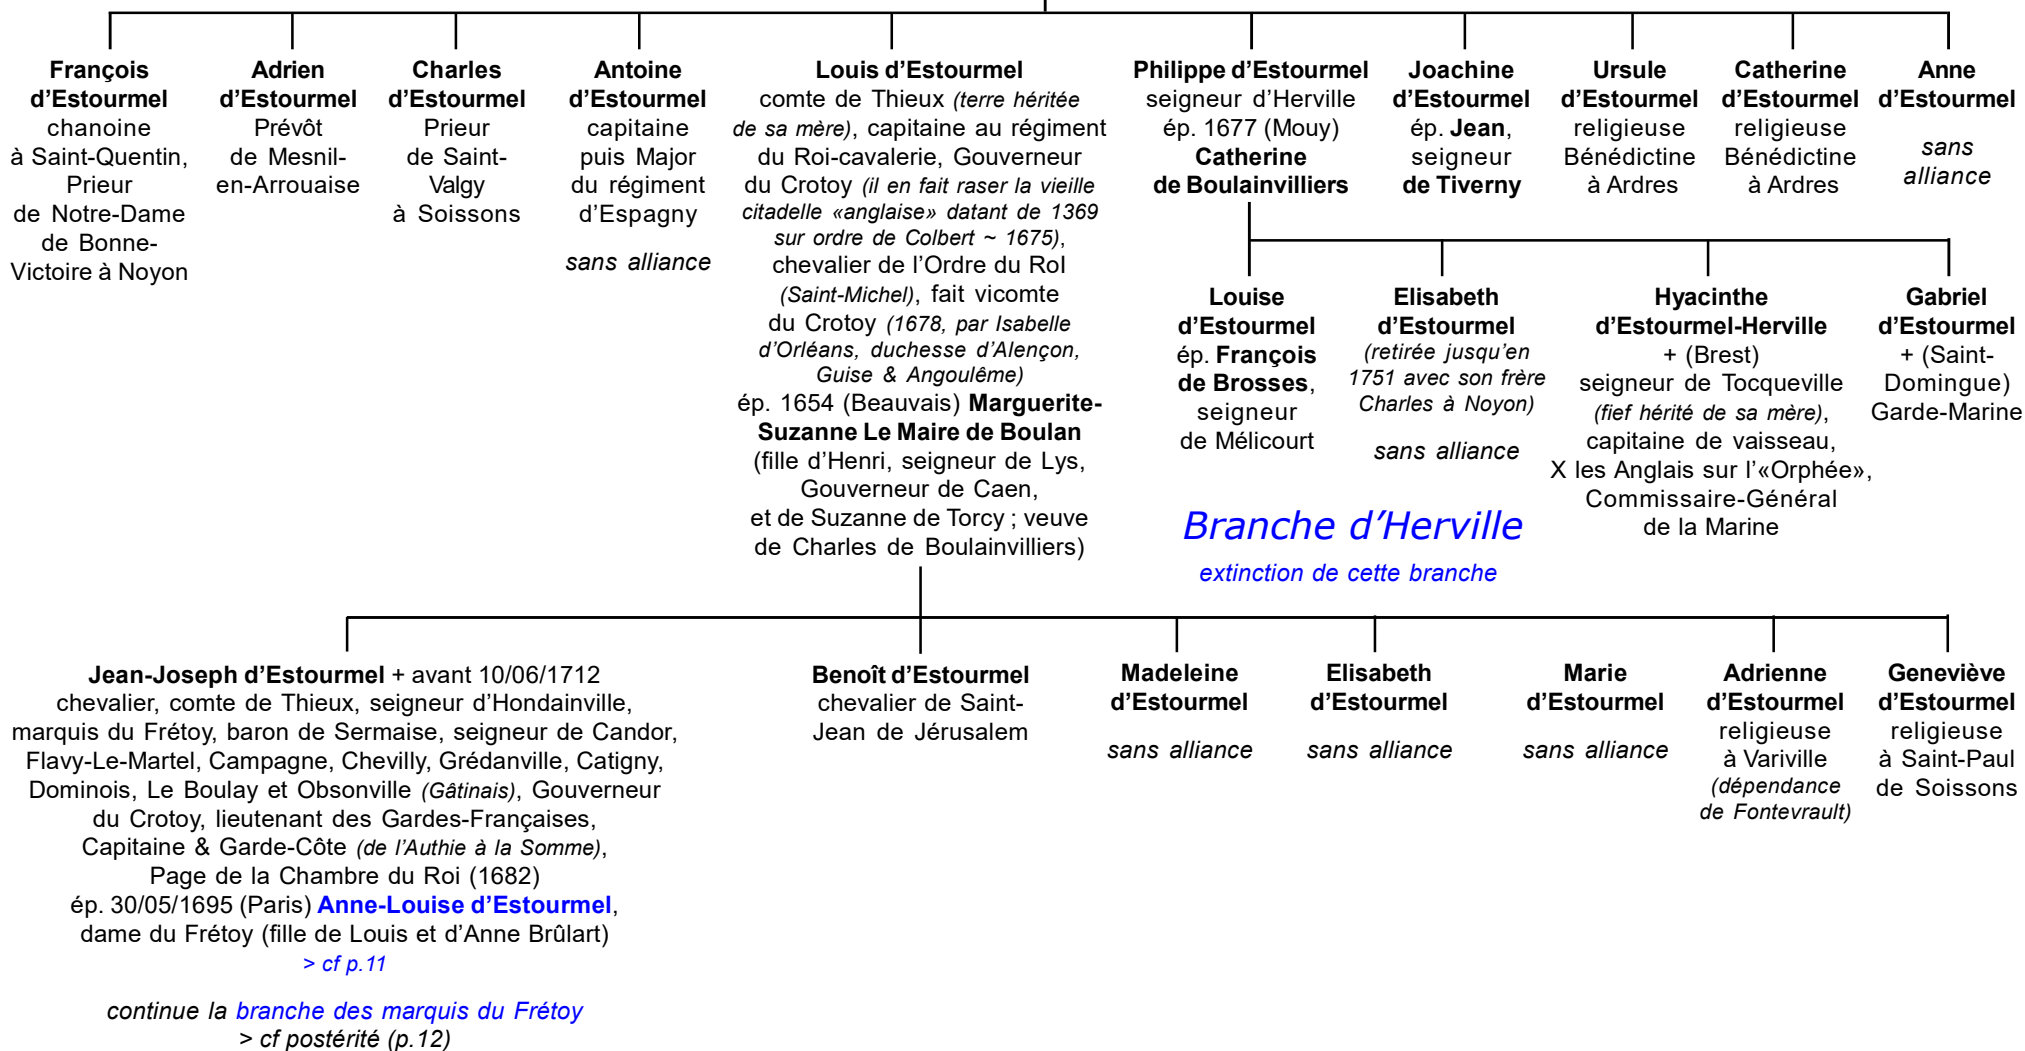 François
d’Estourmel
chanoine
à Saint-Quentin,
Prieur
de Notre-Dame
de Bonne-
Victoire à Noyon
Adrien
d’Estourmel
Prévôt
de Mesnil-
en-Arrouaise
Charles
d’Estourmel
Prieur
de Saint-
Valgy
à Soissons
Antoine
d’Estourmel
capitaine
puis Major
du régiment
d’Espagny
sans alliance
Louis d’Estourmel
comte de Thieux (terre héritée
de sa mère), capitaine au régiment
du Roi-cavalerie, Gouverneur
du Crotoy (il en fait raser la vieille
citadelle «anglaise» datant de 1369
sur ordre de Colbert ~ 1675),
chevalier de l’Ordre du RoI
(Saint-Michel), fait vicomte
du Crotoy (1678, par Isabelle
d’Orléans, duchesse d’Alençon,
Guise & Angoulême)
ép. 1654 (Beauvais) Marguerite-
Suzanne Le Maire de Boulan
(fille d’Henri, seigneur de Lys,
Gouverneur de Caen,
et de Suzanne de Torcy ; veuve
de Charles de Boulainvilliers)
Philippe d’Estourmel
seigneur d’Herville
ép. 1677 (Mouy)
Catherine
de Boulainvilliers
Joachine
d’Estourmel
ép. Jean,
seigneur
de Tiverny
Ursule
d’Estourmel
religieuse
Bénédictine
à Ardres
Catherine
d’Estourmel
religieuse
Bénédictine
à Ardres
Anne
d’Estourmel
sans
alliance
Louise
d’Estourmel
ép. François
de Brosses,
seigneur
de Mélicourt
Elisabeth
d’Estourmel
(retirée jusqu’en
1751 avec son frère
Charles à Noyon)
sans alliance
Hyacinthe
d’Estourmel-Herville
+ (Brest)
seigneur de Tocqueville
(fief hérité de sa mère),
capitaine de vaisseau,
X les Anglais sur l’«Orphée»,
Commissaire-Général
de la Marine
Gabriel
d’Estourmel
+ (Saint-
Domingue)
Garde-Marine
Branche d’Herville
extinction de cette branche
Jean-Joseph d’Estourmel + avant 10/06/1712
chevalier, comte de Thieux, seigneur d’Hondainville,
marquis du Frétoy, baron de Sermaise, seigneur de Candor,
Flavy-Le-Martel, Campagne, Chevilly, Grédanville, Catigny,
Dominois, Le Boulay et Obsonville (Gâtinais), Gouverneur
du Crotoy, lieutenant des Gardes-Françaises,
Capitaine & Garde-Côte (de l’Authie à la Somme),
Page de la Chambre du Roi (1682)
ép. 30/05/1695 (Paris) Anne-Louise d’Estourmel,
dame du Frétoy (fille de Louis et d’Anne Brûlart)
> cf p.11
continue la branche des marquis du Frétoy
> cf postérité (p.12)
Benoît d’Estourmel
chevalier de Saint-
Jean de Jérusalem
Madeleine
d’Estourmel
sans alliance
Elisabeth
d’Estourmel
sans alliance
Marie
d’Estourmel
sans alliance
Adrienne
d’Estourmel
religieuse
à Variville
(dépendance
de Fontevrault)
Geneviève
d’Estourmel
religieuse
à Saint-Paul
de Soissons